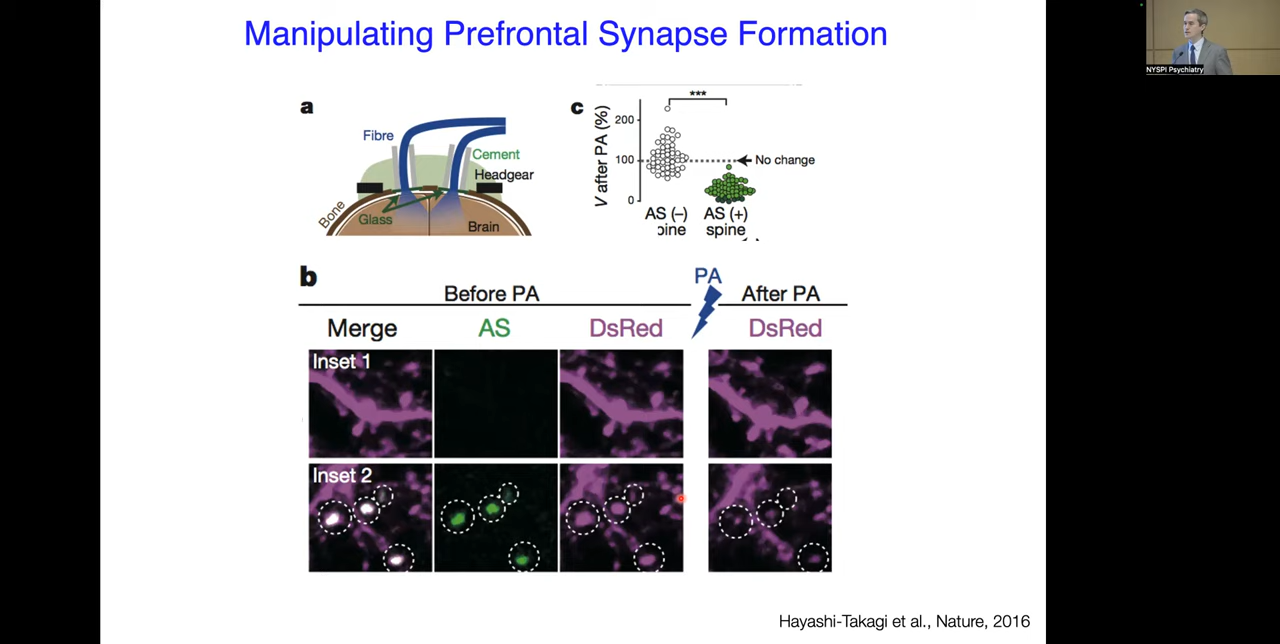 Manipulating Prefrontal Synapse Formation
NYSPI Psychiatry
a
Fibre
Cement
Headgear
Bone
Glass
Brain
c
***
V after PA (%)
200
100
0
No change
AS (–) AS (+)
pine spine
b
Before PA
PA
After PA
Merge AS DsRed DsRed
Inset 1
Inset 2
Hayashi-Takagi et al., Nature, 2016